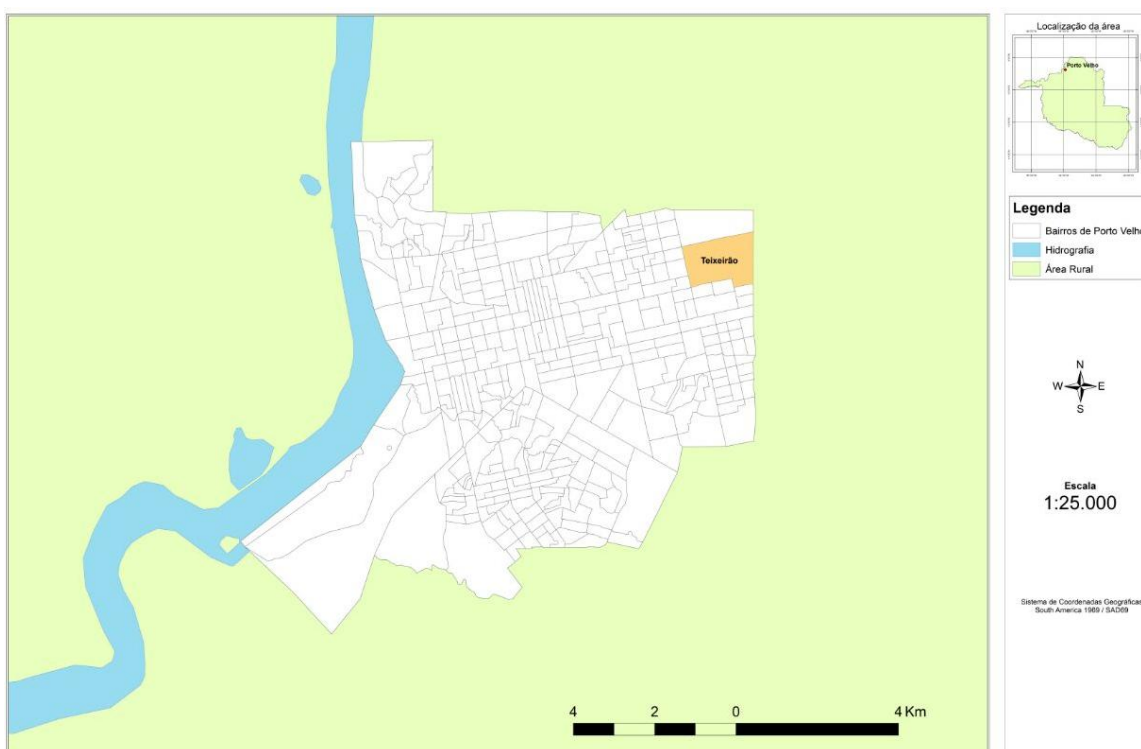 Teixeirão
4 2 0 4 Km
Localização da área
Porto Velho
Legenda
Bairros de Porto Velho
Hidrografia
Área Rural
N
W E
S
Escala
1:25.000
Sistema de Coordenadas Geográficas
South America 1969 / SAD69